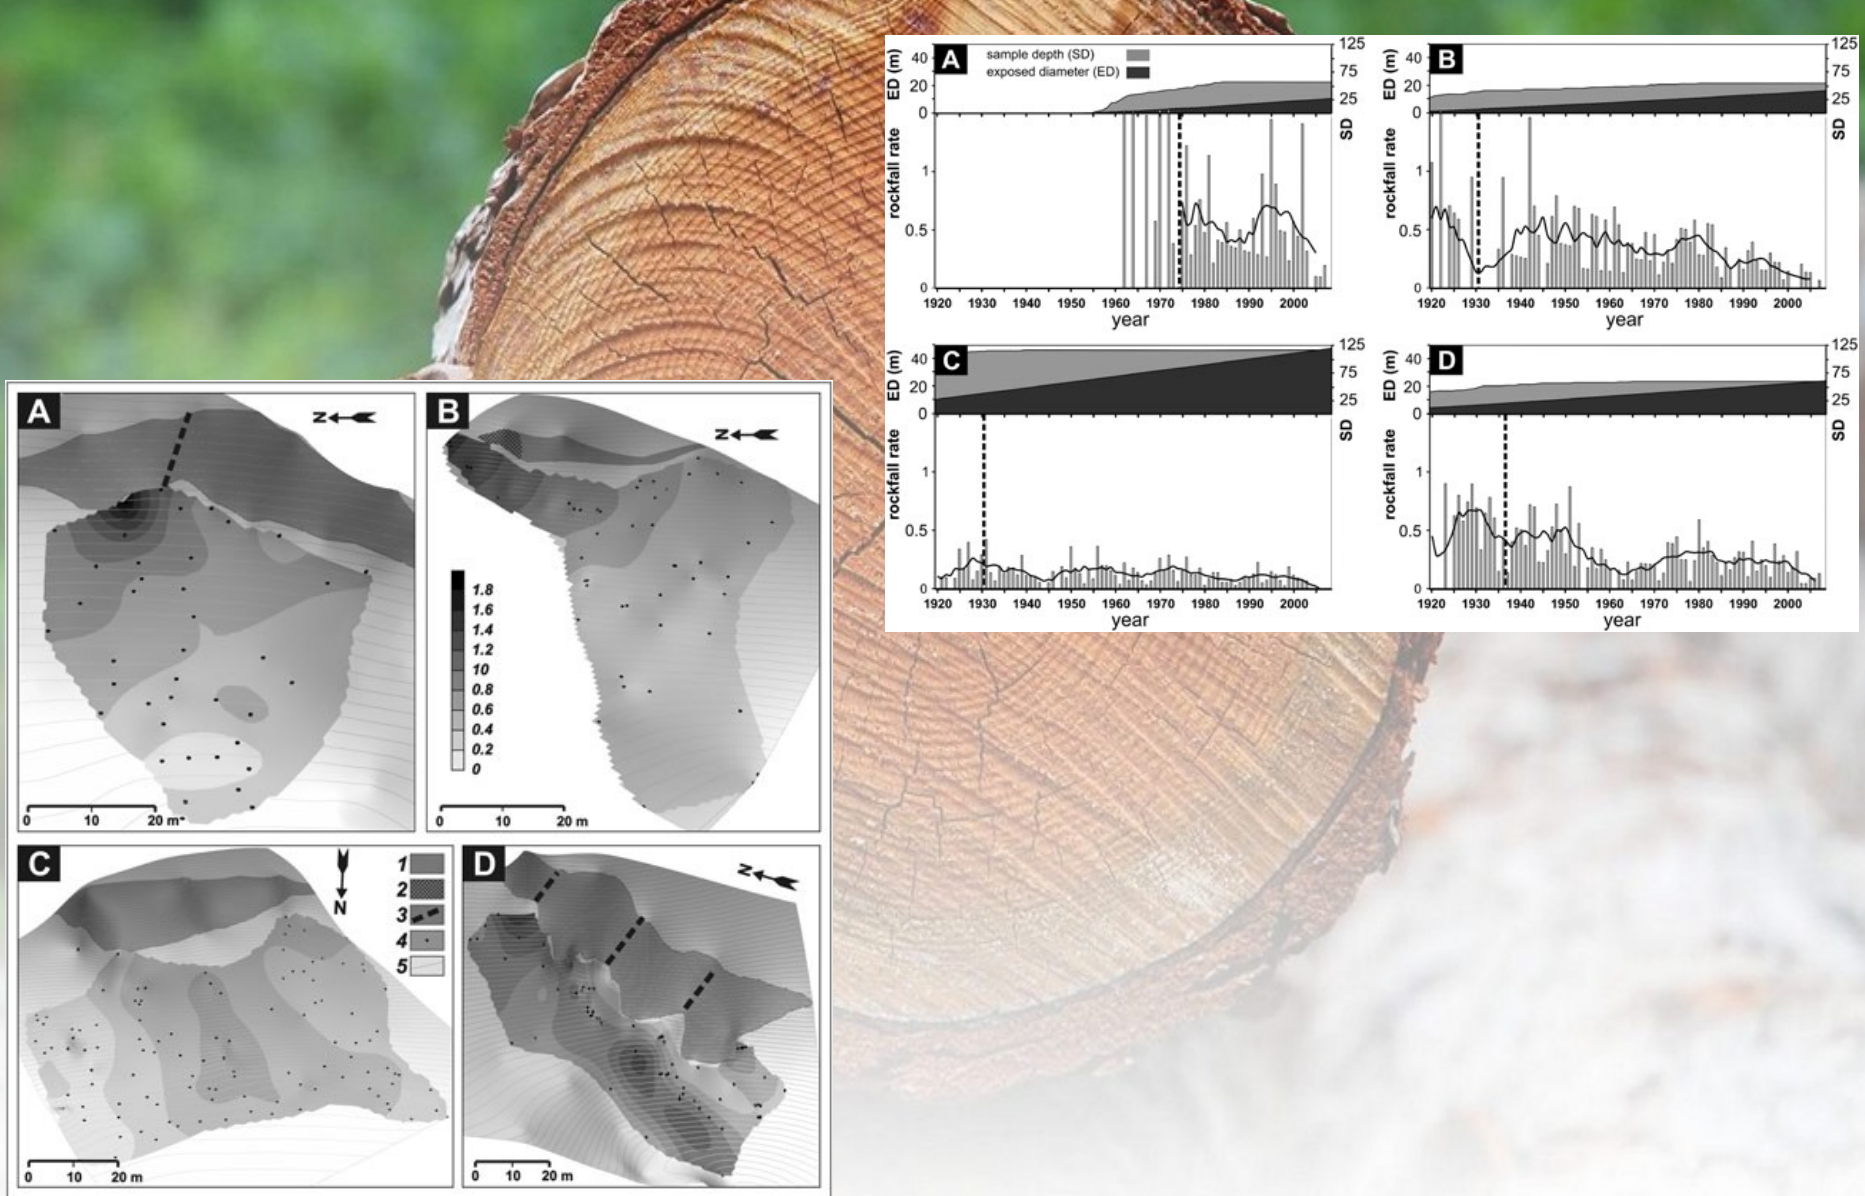 A
sample depth (SD)
exposed diameter (ED)
ED (m)
40
20
0
125
75
25
SD
rockfall rate
1
0.5
0
1920 1930 1940 1950 1960 1970 1980 1990 2000
year
B
ED (m)
40
20
0
125
75
25
SD
rockfall rate
1
0.5
0
1920 1930 1940 1950 1960 1970 1980 1990 2000
year
C
ED (m)
40
20
0
125
75
25
SD
rockfall rate
1
0.5
0
1920 1930 1940 1950 1960 1970 1980 1990 2000
year
D
ED (m)
40
20
0
125
75
25
SD
rockfall rate
1
0.5
0
1920 1930 1940 1950 1960 1970 1980 1990 2000
year
A
N
0 10 20 m
B
N
1.8
1.6
1.4
1.2
10
0.8
0.6
0.4
0.2
0
0 10 20 m
C
N
1
2
3
4
5
0 10 20 m
D
N
0 10 20 m